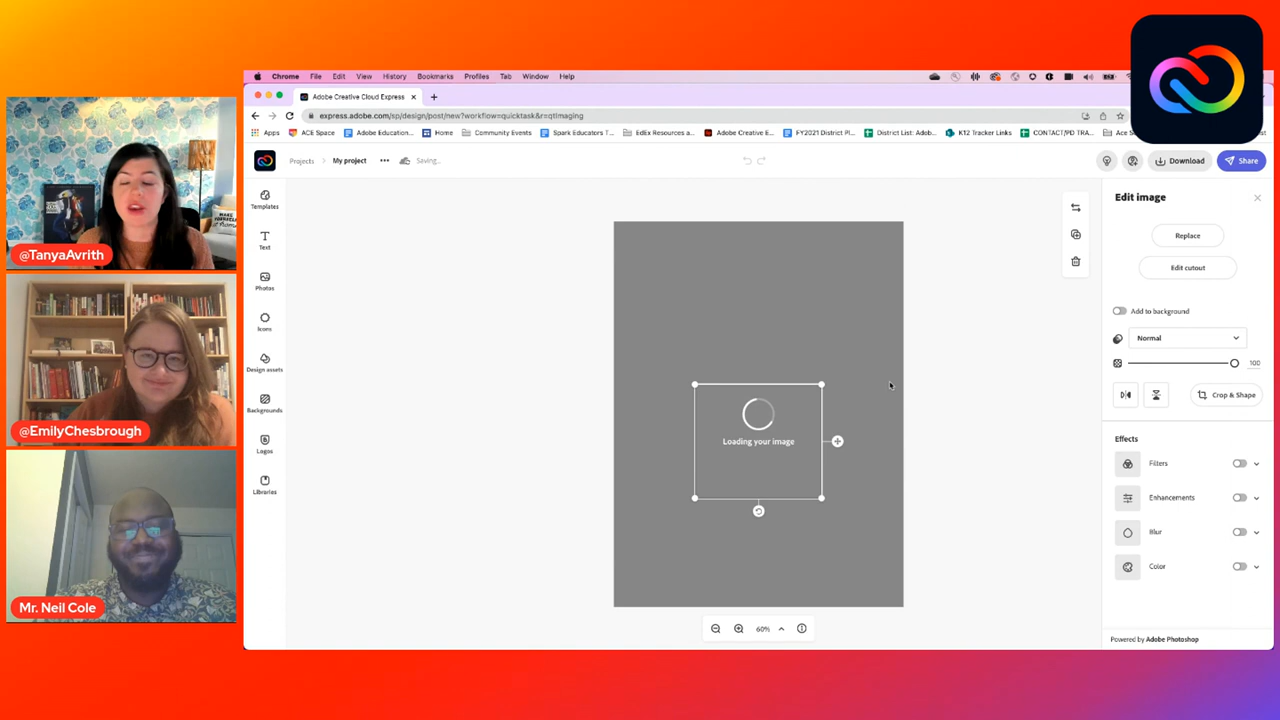 Chrome File Edit View History Bookmarks Profiles Tab Window Help
Adobe Creative Cloud Express
express.adobe.com/sp/design/post/new?workflow=quicktask&r=qtImaging
Apps ACE Space Adobe Education... Home Community Events Spark Educators T... EdEx Resources a... Adobe Creative E... FY2021 District Pl... District List: Adob... K12 Tracker Links CONTACT/PD TRA...
Projects My project Saving... Download Share
Templates
Text
Photos
Icons
Design assets
Backgrounds
Logos
Libraries
Loading your image
60%
Edit image
Replace
Edit cutout
Add to background
Normal
100
Crop & Shape
Effects
Filters
Enhancements
Blur
Color
Powered by Adobe Photoshop
@TanyaAvrith
@EmilyChesbrough
Mr. Neil Cole